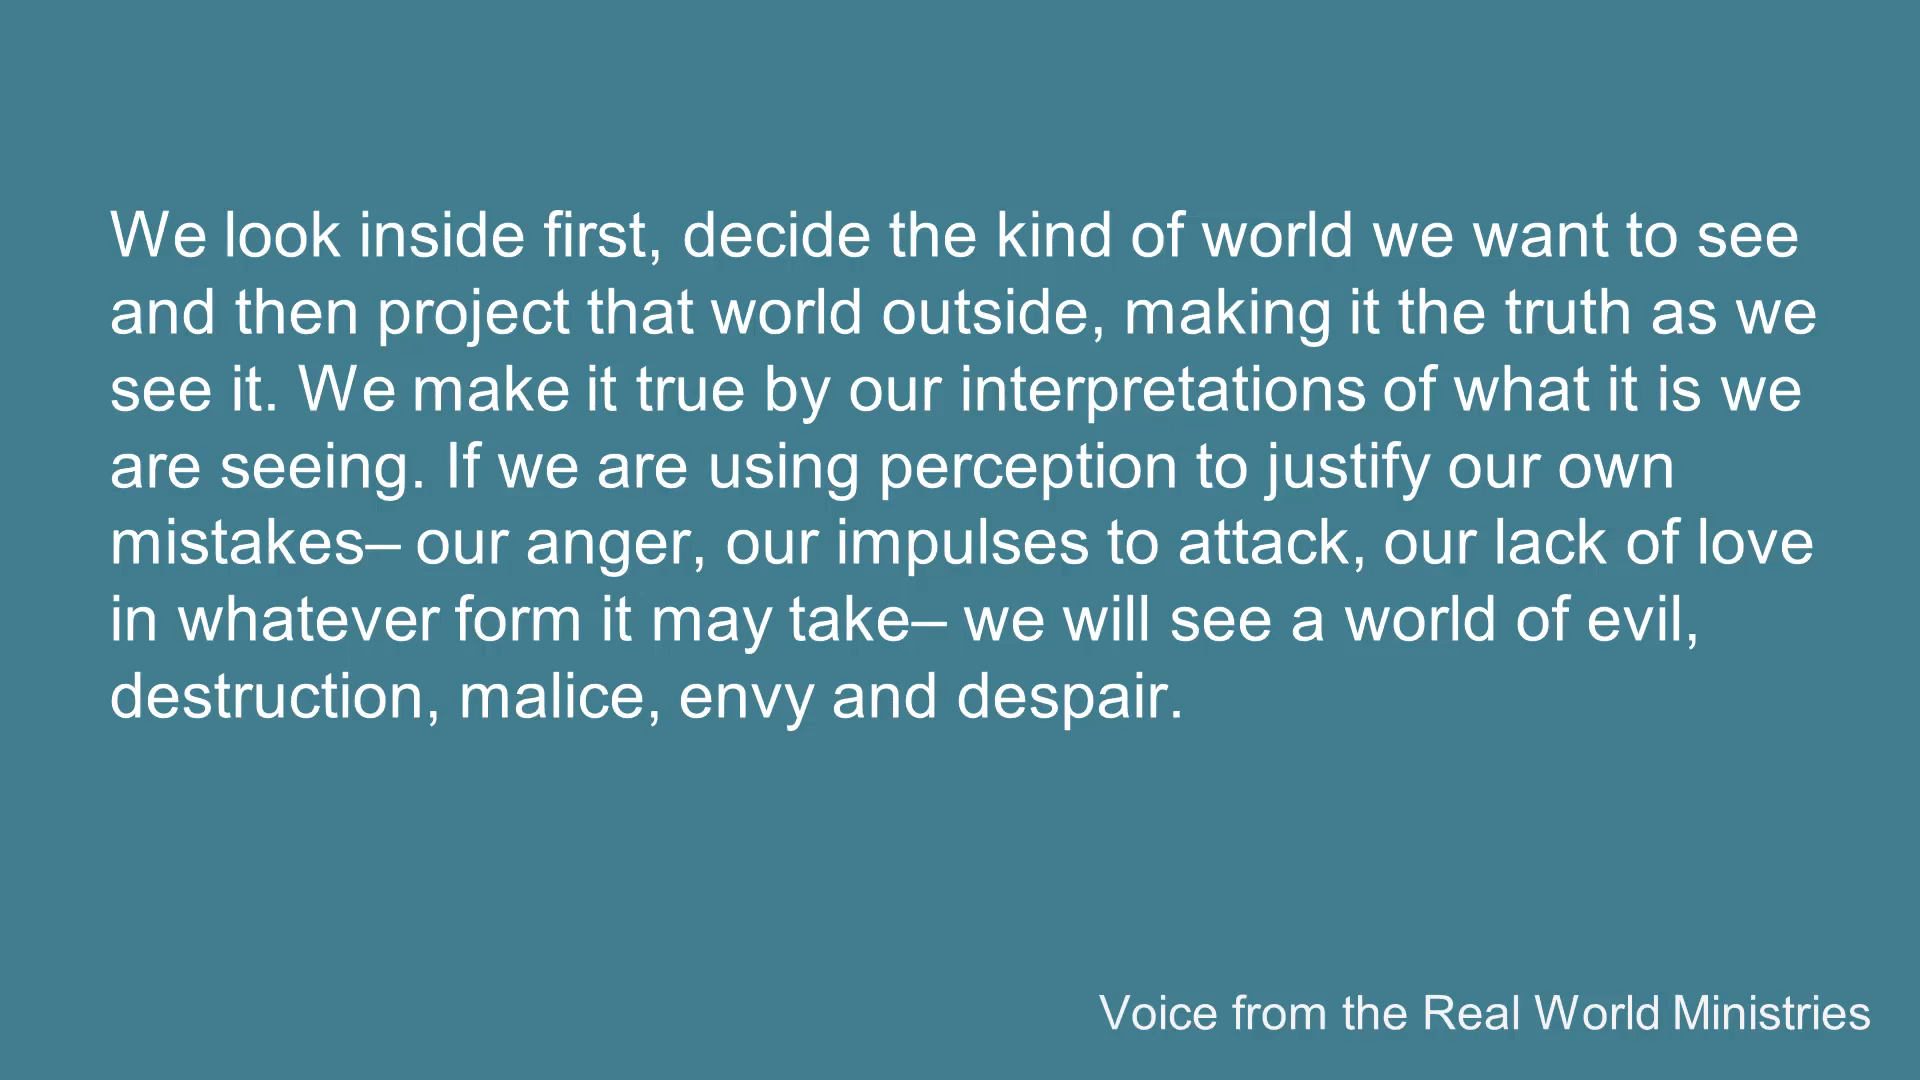 We look inside first, decide the kind of world we want to see
and then project that world outside, making it the truth as we
see it. We make it true by our interpretations of what it is we
are seeing. If we are using perception to justify our own
mistakes– our anger, our impulses to attack, our lack of love
in whatever form it may take– we will see a world of evil,
destruction, malice, envy and despair.
Voice from the Real World Ministries